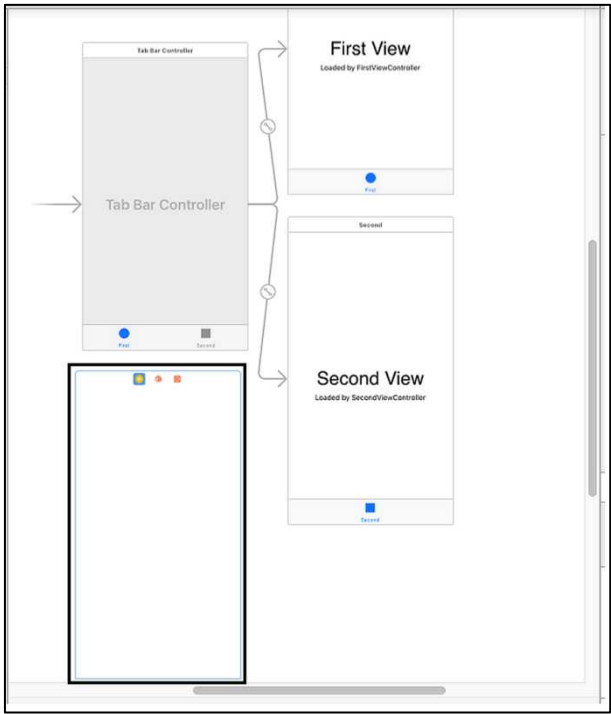 Tab Bar Controller
Tab Bar Controller
First
Second
First View
Loaded by FirstViewController
First
Second
Second View
Loaded by SecondViewController
Second